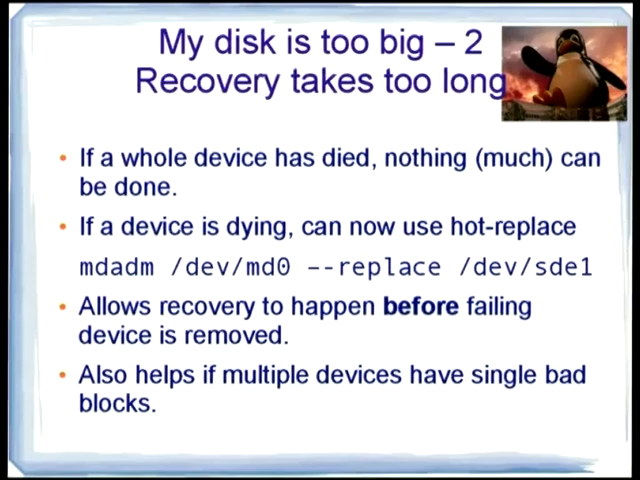 My disk is too big – 2
Recovery takes too long
• If a whole device has died, nothing (much) can
be done.
• If a device is dying, can now use hot-replace
mdadm /dev/md0 --replace /dev/sde1
• Allows recovery to happen before failing
device is removed.
• Also helps if multiple devices have single bad
blocks.